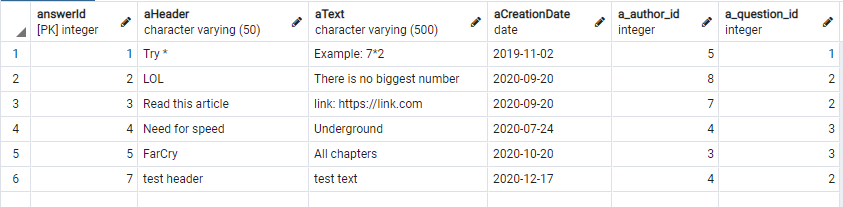 answerId aHeader aText aCreationDate a_author_id a_question_id
[PK] integer character varying (50) character varying (500) date integer integer
1 1 Try * Example: 7*2 2019-11-02 5 1
2 2 LOL There is no biggest number 2020-09-20 8 2
3 3 Read this article link: https://link.com 2020-09-20 7 2
4 4 Need for speed Underground 2020-07-24 4 3
5 5 FarCry All chapters 2020-10-20 3 3
6 7 test header test text 2020-12-17 4 2